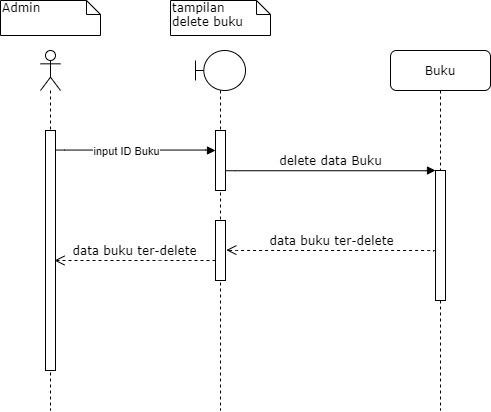 Admin
tampilan
delete buku
Buku
input ID Buku
delete data Buku
data buku ter-delete
data buku ter-delete